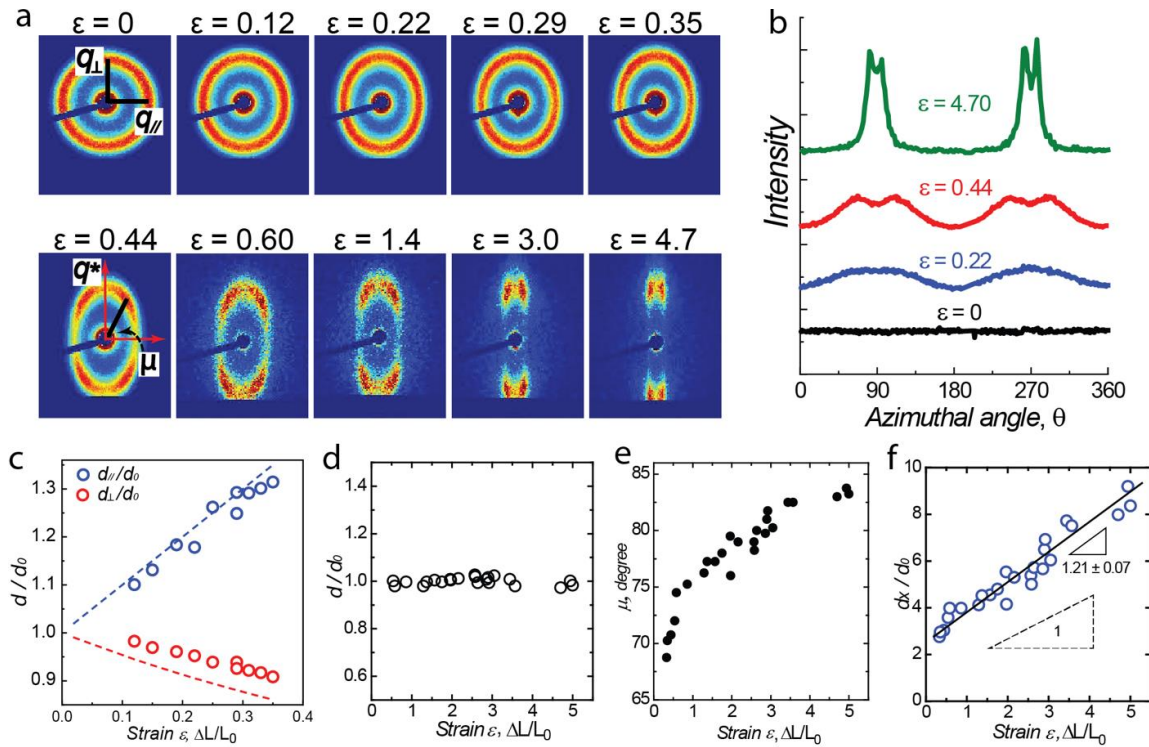 a
ε = 0 ε = 0.12 ε = 0.22 ε = 0.29 ε = 0.35
q⊥
q//
ε = 0.44 ε = 0.60 ε = 1.4 ε = 3.0 ε = 4.7
q*
μ
b
Intensity
ε = 4.70
ε = 0.44
ε = 0.22
ε = 0
0 90 180 270 360
Azimuthal angle, θ
c
d/d₀
d///d₀
d⊥/d₀
1.3
1.2
1.1
1.0
0.9
0.0 0.1 0.2 0.3 0.4
Strain ε, ΔL/L₀
d
d/d₀
1.4
1.2
1.0
0.8
0.6
0 1 2 3 4 5
Strain ε, ΔL/L₀
e
μ, degree
85
80
75
70
65
0 1 2 3 4 5
Strain ε, ΔL/L₀
f
dx/d₀
10
8
6
4
2
0
1.21 ± 0.07
1
0 1 2 3 4 5
Strain ε, ΔL/L₀